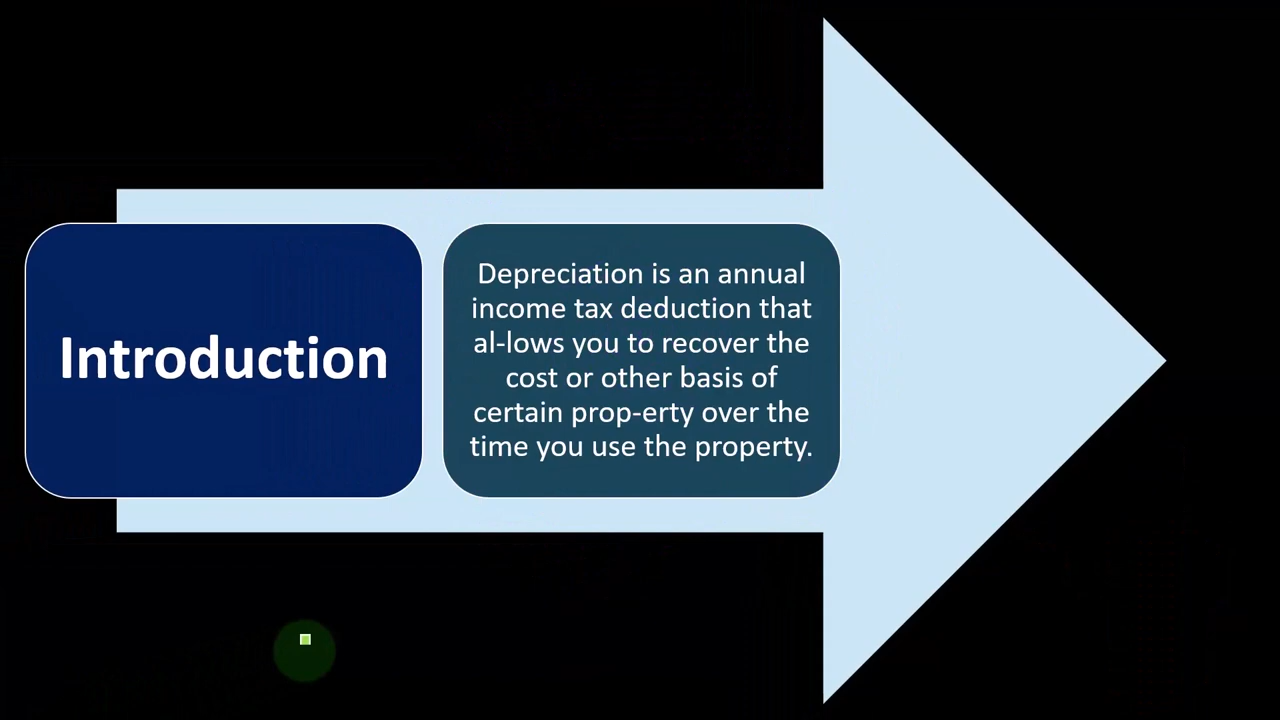 Introduction
Depreciation is an annual
income tax deduction that
al-lows you to recover the
cost or other basis of
certain prop-erty over the
time you use the property.